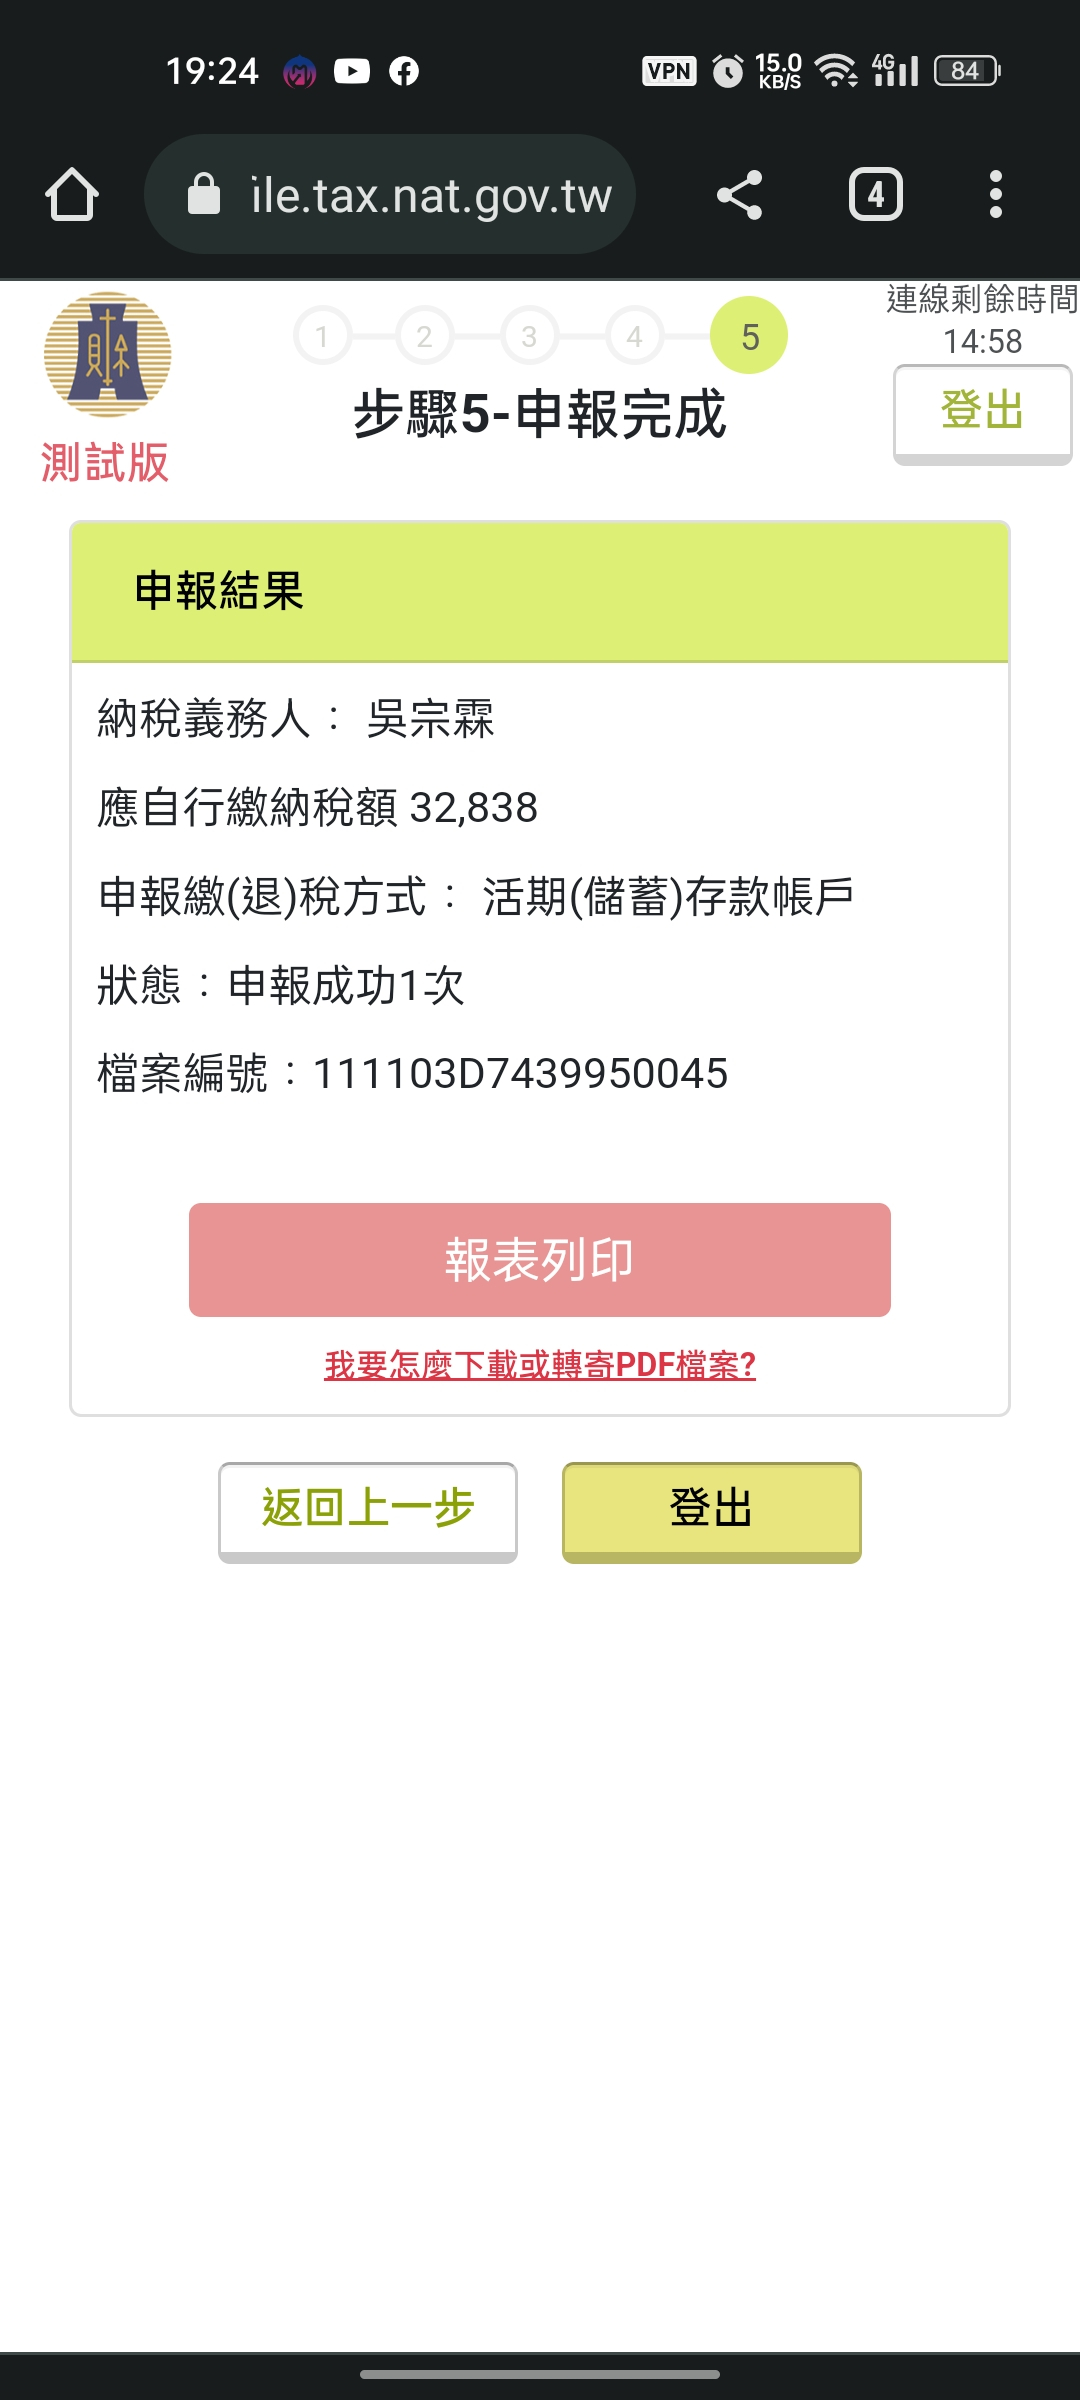 19:24
VPN
15.0
KB/S
4G
84
ile.tax.nat.gov.tw
4
測試版
1
2
3
4
5
步驟5-申報完成
連線剩餘時間
14:58
登出
申報結果
納稅義務人： 吳宗霖
應自行繳納稅額 32,838
申報繳(退)稅方式： 活期(儲蓄)存款帳戶
狀態：申報成功1次
檔案編號：111103D7439950045
報表列印
我要怎麼下載或轉寄PDF檔案?
返回上一步
登出